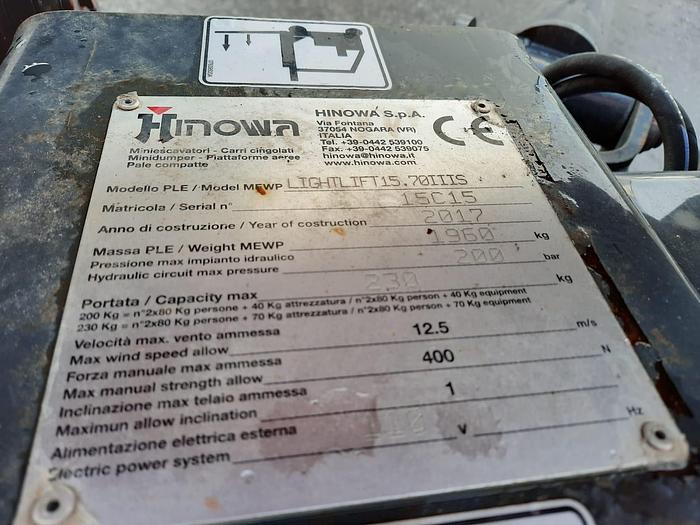 HINOWA
HINOWA S.p.A.
Via Fontana
37054 NOGARA (VR)
ITALIA
Tel. +39-0442 539100
Fax. +39-0442 539075
hinowa@hinowa.it
www.hinowa.com
CE
Miniescavatori - Carri cingolati
Minidumper - Piattaforme aeree
Pale compatte
Modello PLE / Model MEWP LIGHTLIFT15.70IIIS
Matricola / Serial n° 15C15
Anno di costruzione / Year of costruction 2017
Massa PLE / Weight MEWP 1960 kg
Pressione max impianto idraulico
Hydraulic circuit max pressure 200 bar
Portata / Capacity max 230 kg
200 Kg = n°2x80 Kg persone + 40 Kg attrezzatura / n°2x80 Kg person + 40 Kg equipment
230 Kg = n°2x80 Kg persone + 70 Kg attrezzatura / n°2x80 Kg person + 70 Kg equipment
Velocità max. vento ammessa
Max wind speed allow 12.5 m/s
Forza manuale max ammessa
Max manual strength allow 400 N
Inclinazione max telaio ammessa
Maximun allow inclination 1
Alimentazione elettrica esterna
Electric power system 110 v Hz